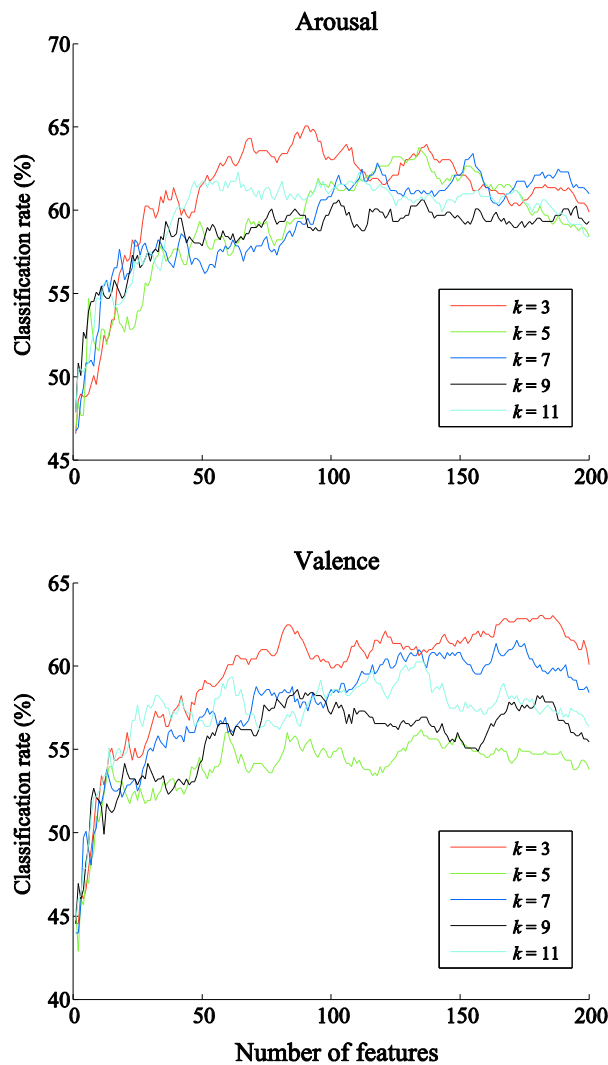 Arousal
Classification rate (%)
70
65
60
55
50
45
0
50
100
150
200
k = 3
k = 5
k = 7
k = 9
k = 11
Valence
Classification rate (%)
65
60
55
50
45
40
0
50
100
150
200
k = 3
k = 5
k = 7
k = 9
k = 11
Number of features